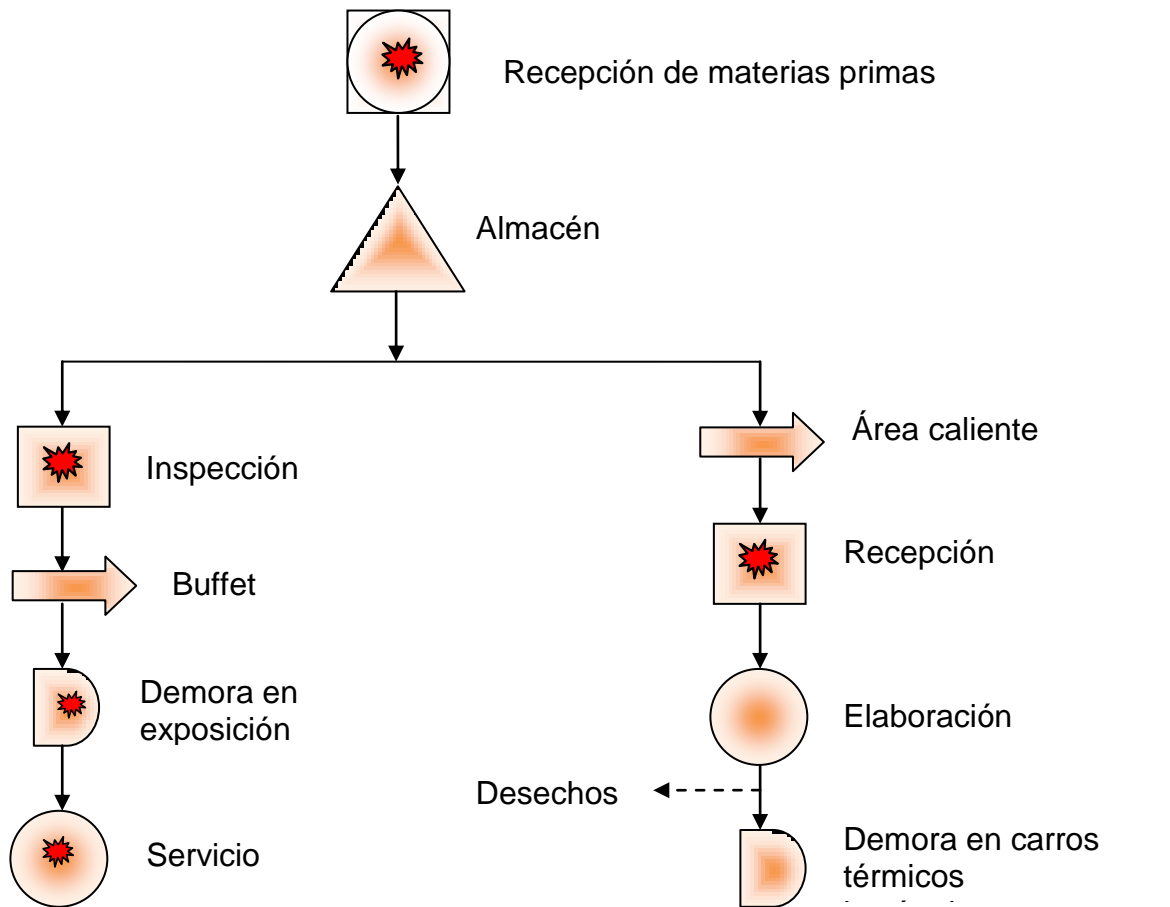 Recepción de materias primas
Almacén
Inspección
Buffet
Demora en
exposición
Servicio
Área caliente
Recepción
Elaboración
Desechos
Demora en carros
térmicos